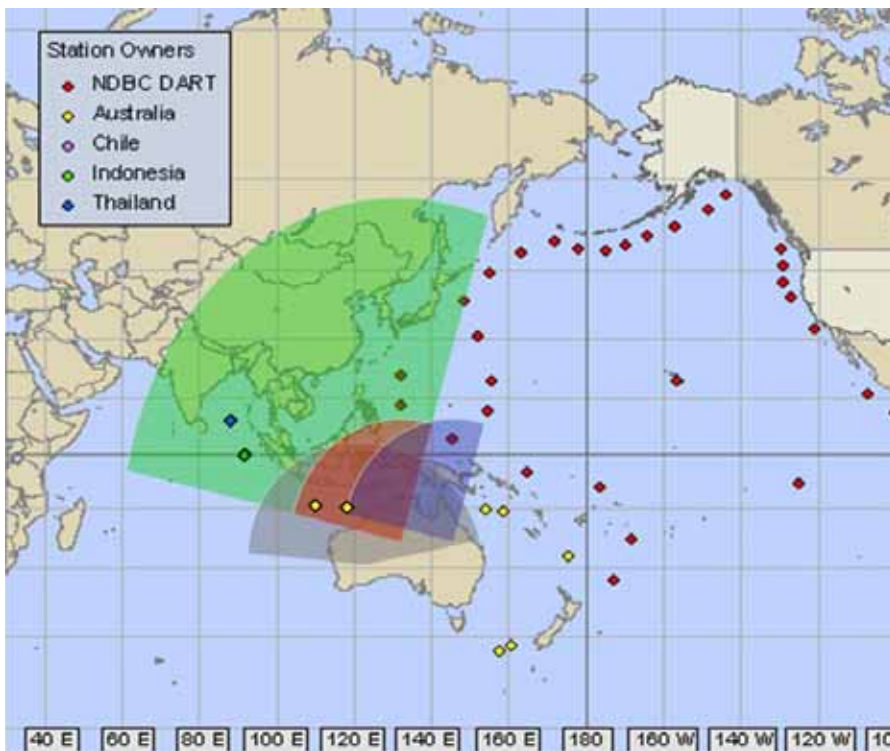 Station Owners
NDBC DART
Australia
Chile
Indonesia
Thailand
40 E 60 E 80 E 100 E 120 E 140 E 160 E 180 160 W 140 W 120 W